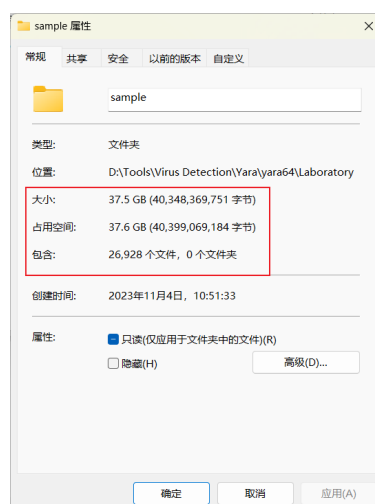 sample 属性
常规 共享 安全 以前的版本 自定义
sample
类型: 文件夹
位置: D:\Tools\Virus Detection\Yara\yara64\Laboratory
大小: 37.5 GB (40,348,369,751 字节)
占用空间: 37.6 GB (40,399,069,184 字节)
包含: 26,928 个文件，0 个文件夹
创建时间: 2023年11月4日，10:51:33
属性: 只读(仅应用于文件夹中的文件)(R)
隐藏(H) 高级(D)...
确定 取消 应用(A)